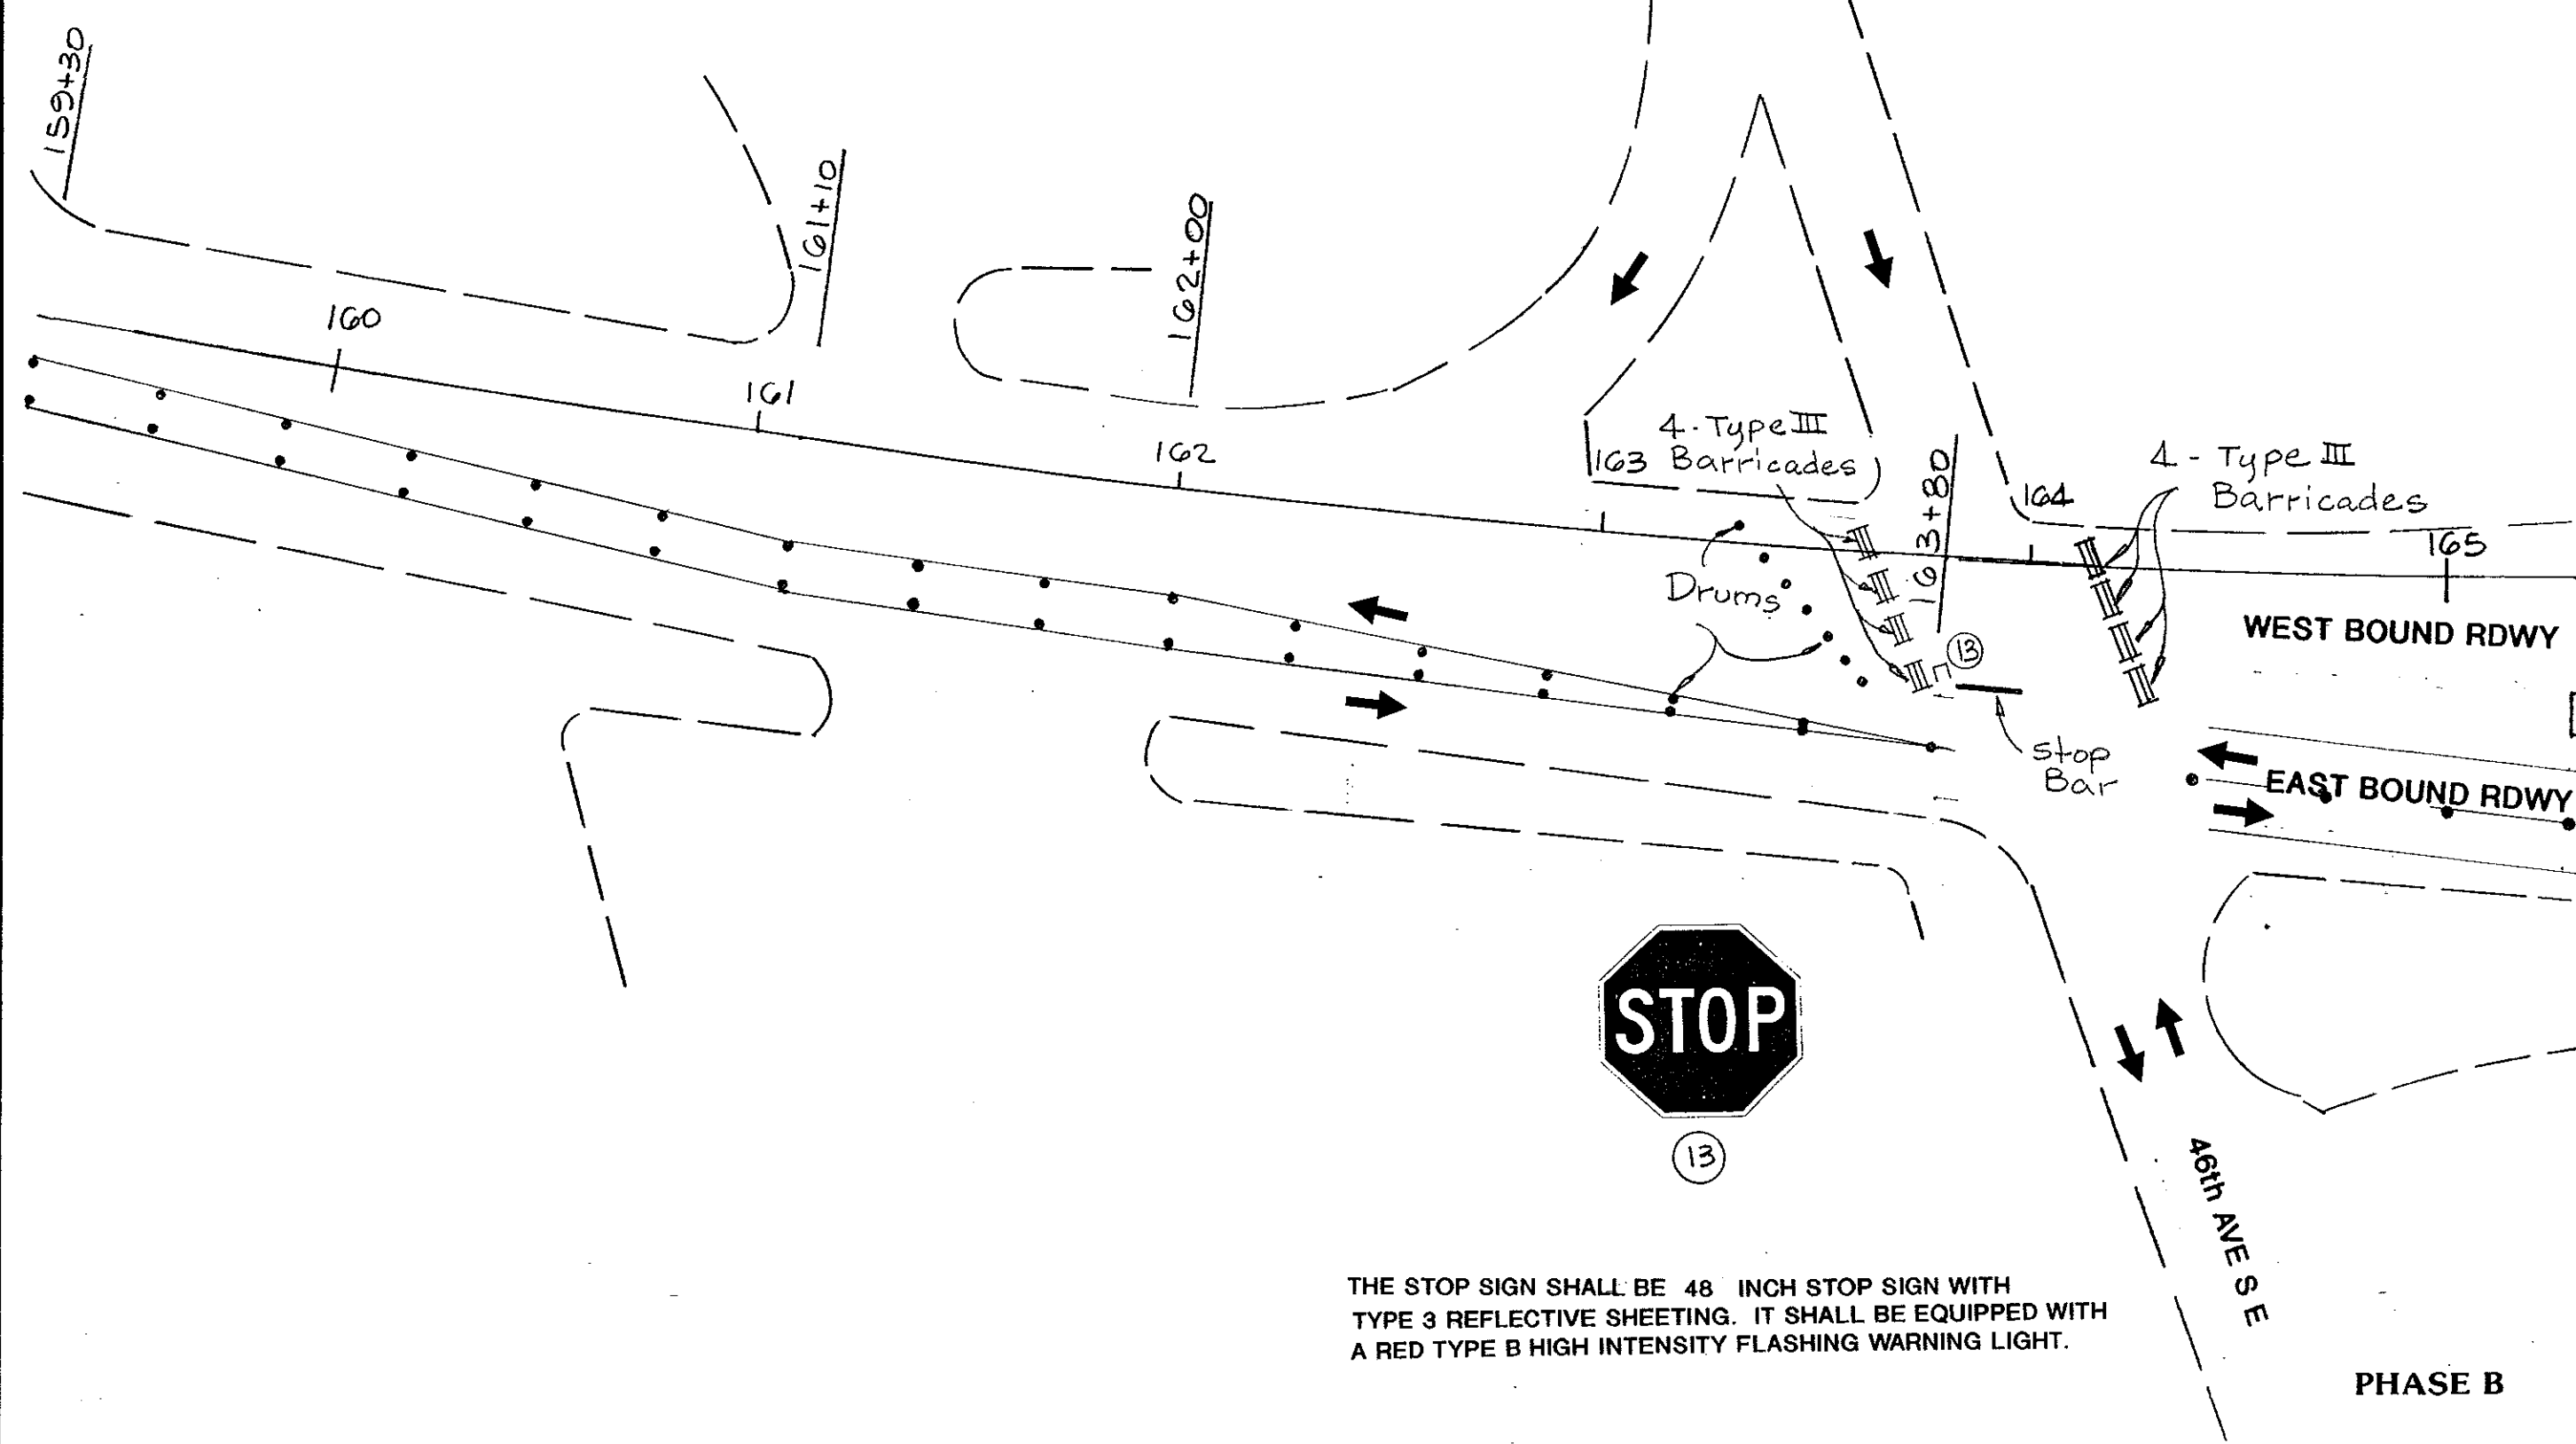 159+30
161+10
162+00
160
161
162
163
4-Type III
Barricades
163+80
164
4 - Type III
Barricades
165
Drums
13
WEST BOUND RDWY
Stop
Bar
EAST BOUND RDWY
STOP
13
46th AVE S E
THE STOP SIGN SHALL BE 48 INCH STOP SIGN WITH
TYPE 3 REFLECTIVE SHEETING. IT SHALL BE EQUIPPED WITH
A RED TYPE B HIGH INTENSITY FLASHING WARNING LIGHT.
PHASE B